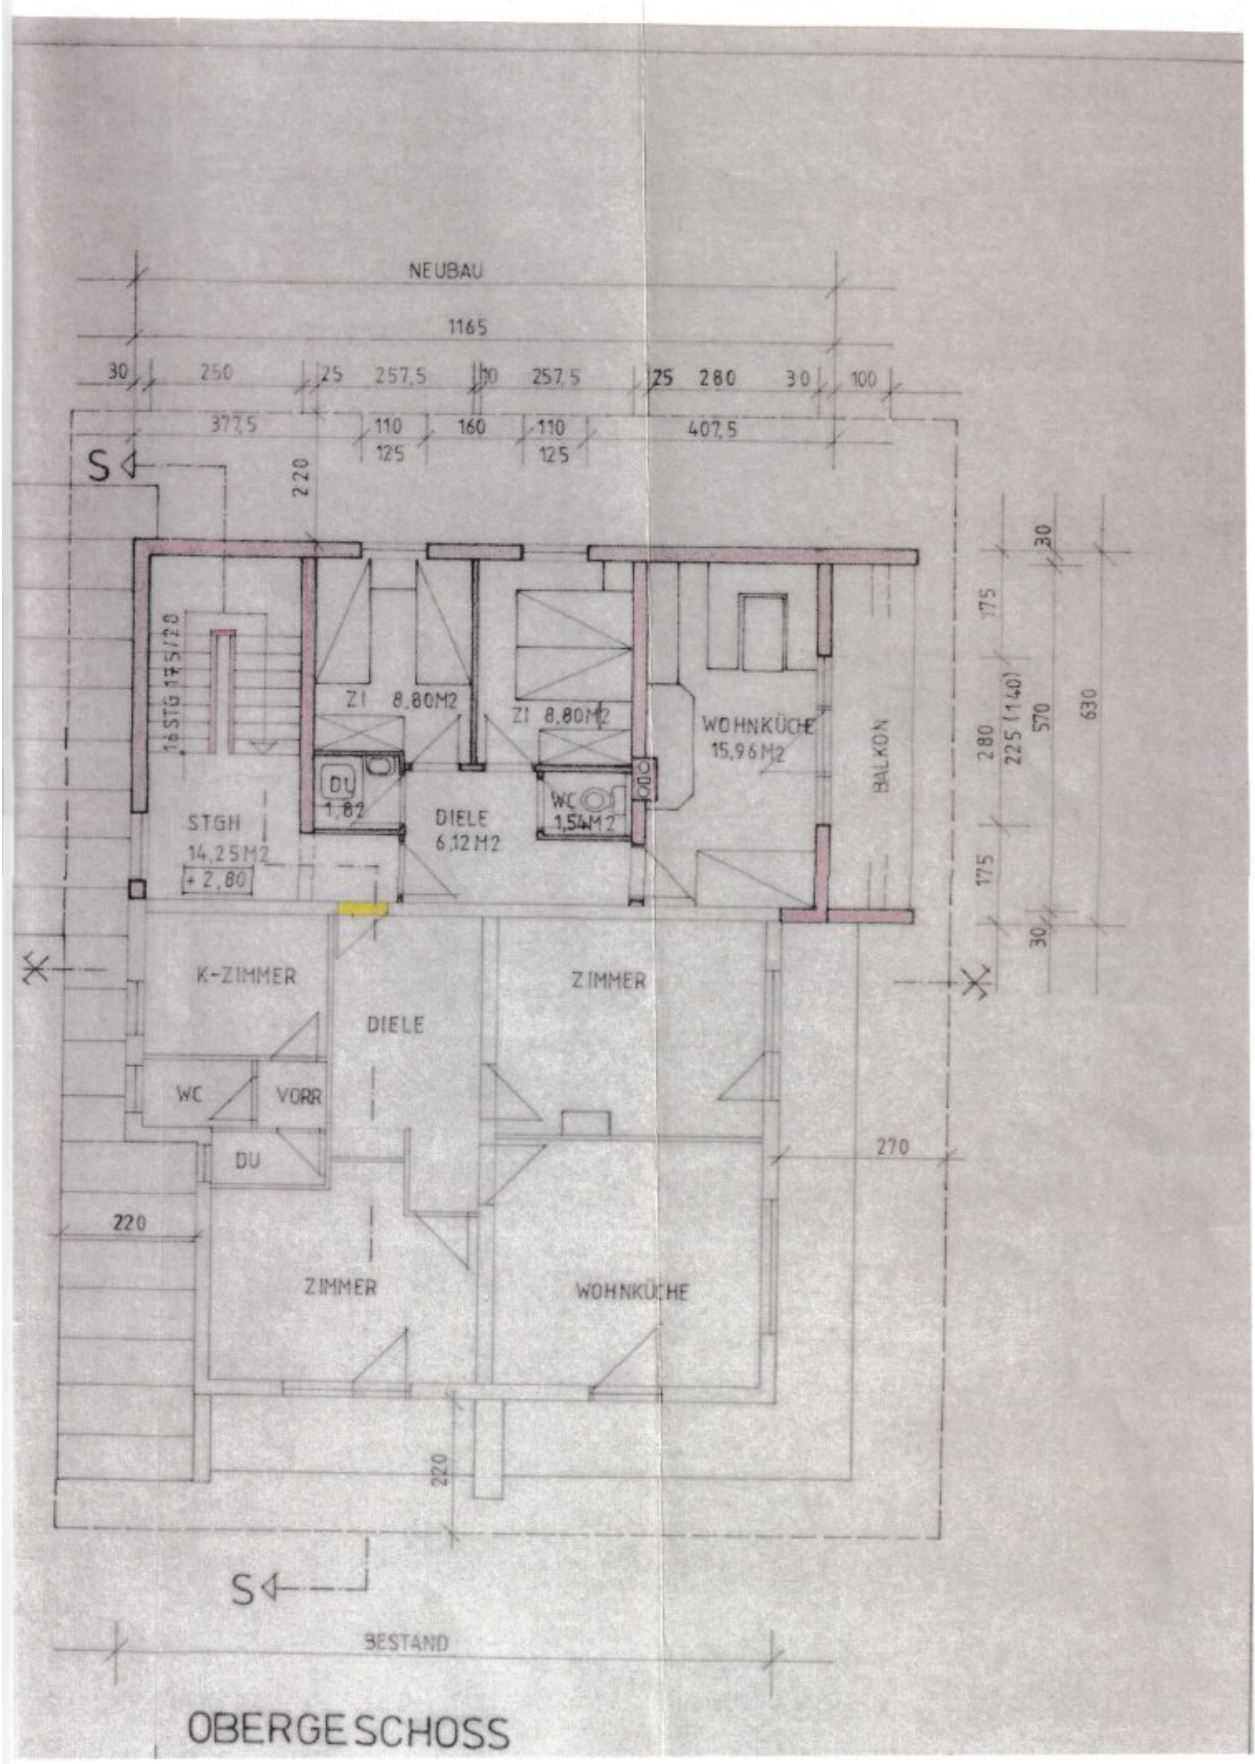 NEUBAU
1165
30 250 25 257,5 10 257,5 25 280 30 100
377,5 110 160 110 407,5
125 125
S
220
30
175
16 STG 17,5/28
ZI 8,80M2
ZI 8,80M2
WOHNKÜCHE
15,96M2
BALKON
280
225 (140)
570
630
DU
1,82
WC
1,54M2
DIELE
6,12M2
STGH
14,25M2
+ 2,80
175
30
K-ZIMMER
ZIMMER
DIELE
WC
VORR
DU
270
220
ZIMMER
WOHNKÜCHE
220
S
BESTAND
OBERGESCHOSS